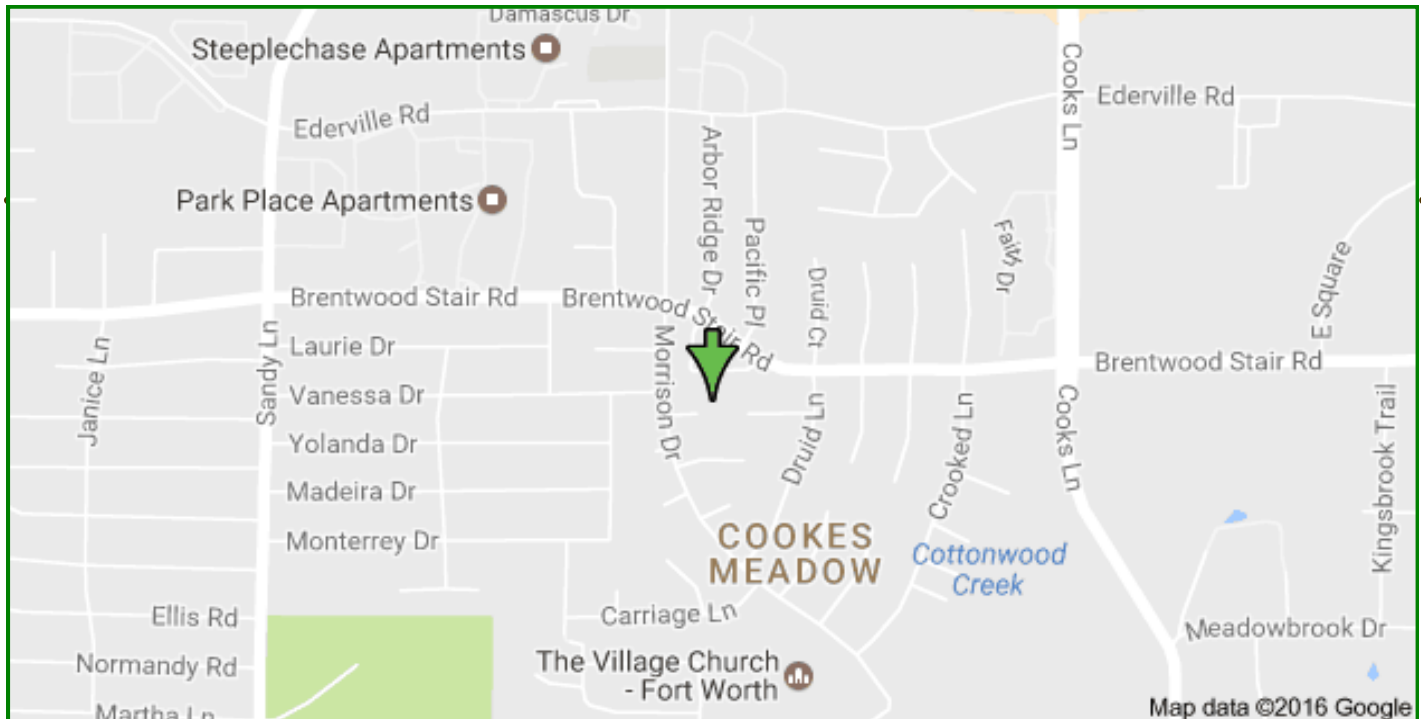 Damascus Dr
Steeplechase Apartments
Cooks Ln
Ederville Rd
Ederville Rd
Arbor Ridge Dr
Park Place Apartments
Pacific Pl
Faith Dr
E Square
Druid Ct
Brentwood Stair Rd
Brentwood Stair Rd
Sandy Ln
Janice Ln
Laurie Dr
Morrison Dr
Brentwood Stair Rd
Vanessa Dr
Druid Ln
Crooked Ln
Cooks Ln
Kingsbrook Trail
Yolanda Dr
Madeira Dr
Monterrey Dr
COOKES
MEADOW
Cottonwood
Creek
Ellis Rd
Carriage Ln
Meadowbrook Dr
Normandy Rd
The Village Church
- Fort Worth
Martha Ln
Map data ©2016 Google